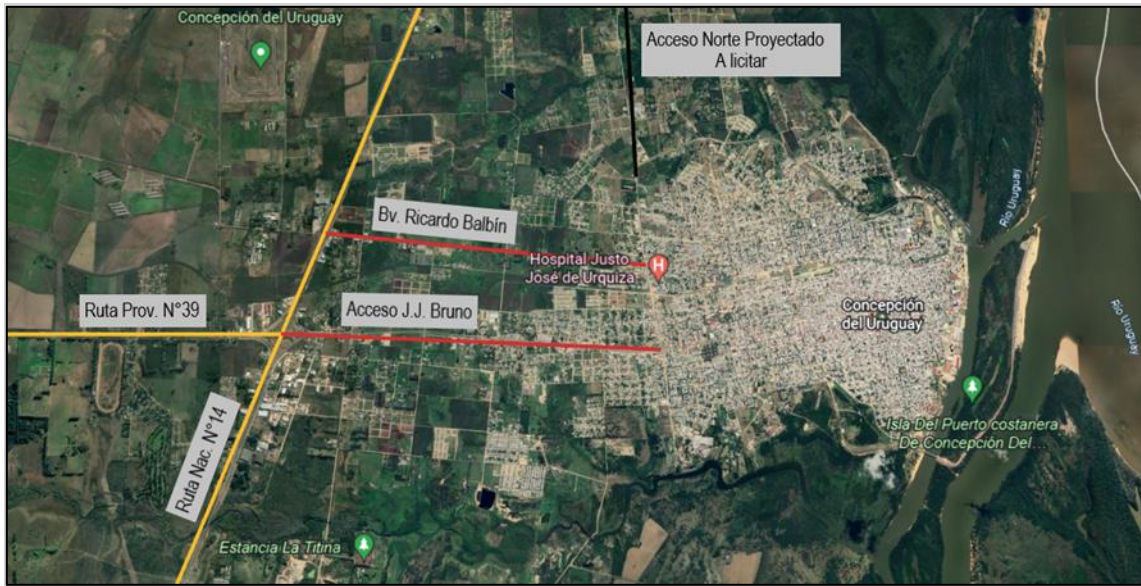 Concepción del Uruguay
Acceso Norte Proyectado
A licitar
Río Uruguay
Bv. Ricardo Balbín
Hospital Justo
José de Urquiza
Ruta Prov. N°39
Acceso J.J. Bruno
Concepción
del Uruguay
Río Uruguay
Ruta Nac. N°14
Isla Del Puerto costanera
De Concepción Del...
Estancia La Titina